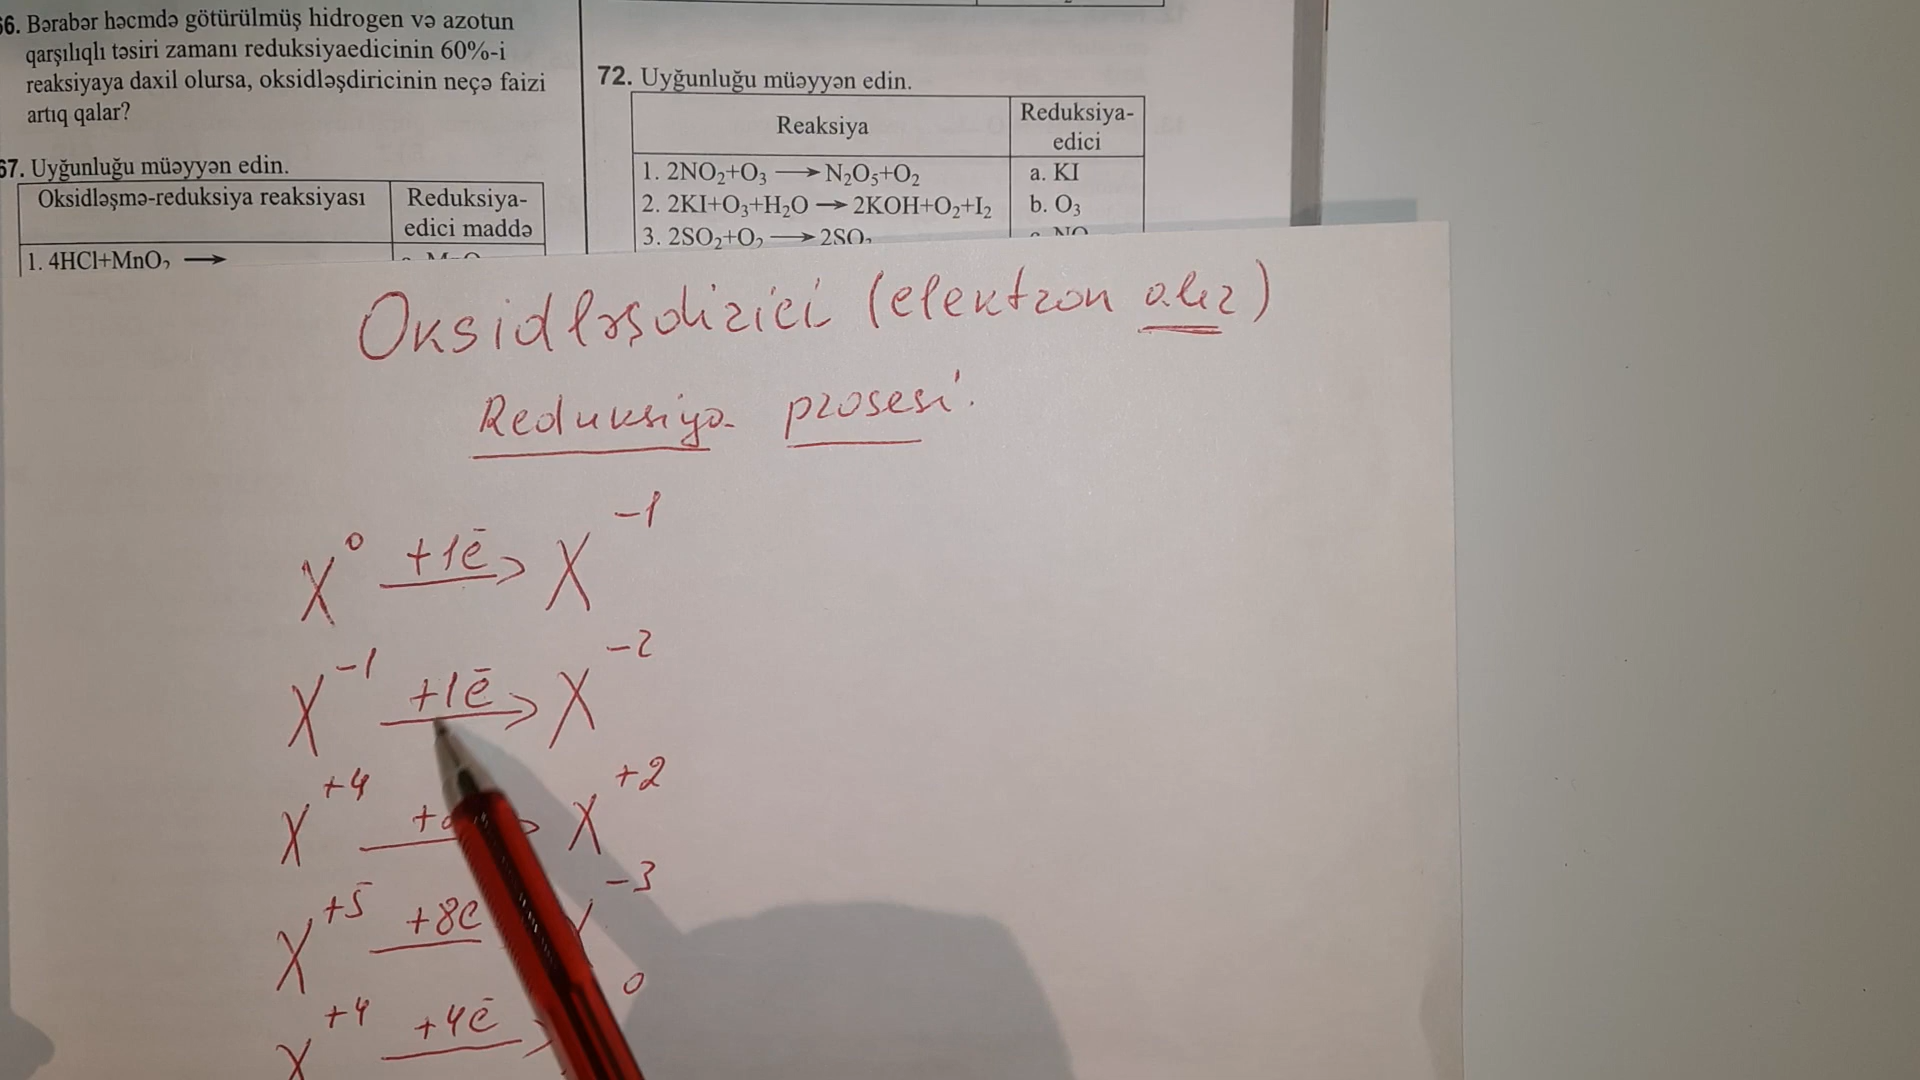 66. Bərabər həcmdə götürülmüş hidrogen və azotun
qarşılıqlı təsiri zamanı reduksiyaedicinin 60%-i
reaksiyaya daxil olursa, oksidləşdiricinin neçə faizi
artıq qalar?
67. Uyğunluğu müəyyən edin.
Oksidləşmə-reduksiya reaksiyası
Reduksiya-
edici maddə
1. 4HCl+MnO₂ ⟶
72. Uyğunluğu müəyyən edin.
Reaksiya
Reduksiya-
edici
1. 2NO₂+O₃ ⟶ N₂O₅+O₂
a. KI
2. 2KI+O₃+H₂O ⟶ 2KOH+O₂+I₂
b. O₃
3. 2SO₂+O₂ ⟶ 2SO₃
Oksidləşdirici (elektron alır)
Reduksiya prosesi.
X⁰ +1ē → X⁻¹
X⁻¹ +1ē → X⁻²
X⁺⁴ → X⁺²
X⁺⁵ +8e X⁻³
X⁺⁴ +4ē → 0